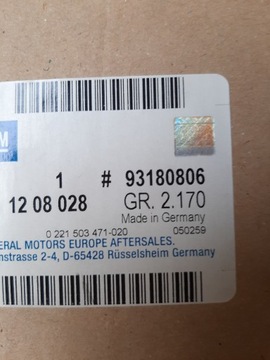 M
1 # 93180806
12 08 028 GR. 2.170
Made in Germany
0 221 503 471-020 050259
ERAL MOTORS EUROPE AFTERSALES.
nstrasse 2-4, D-65428 Rüsselsheim Germany